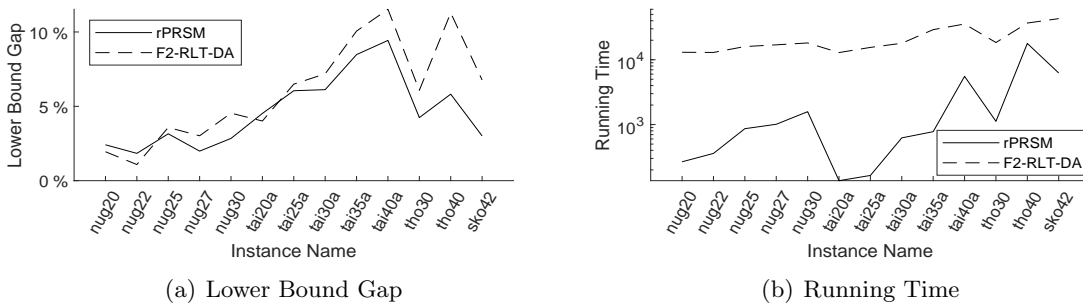 10 %
5 %
0 %
Lower Bound Gap
rPRSM
F2-RLT-DA
nug20
nug22
nug25
nug27
nug30
tai20a
tai25a
tai30a
tai35a
tai40a
tho30
tho40
sko42
Instance Name
(a) Lower Bound Gap
10^4
10^3
Running Time
rPRSM
F2-RLT-DA
nug20
nug22
nug25
nug27
nug30
tai20a
tai25a
tai30a
tai35a
tai40a
tho30
tho40
sko42
Instance Name
(b) Running Time